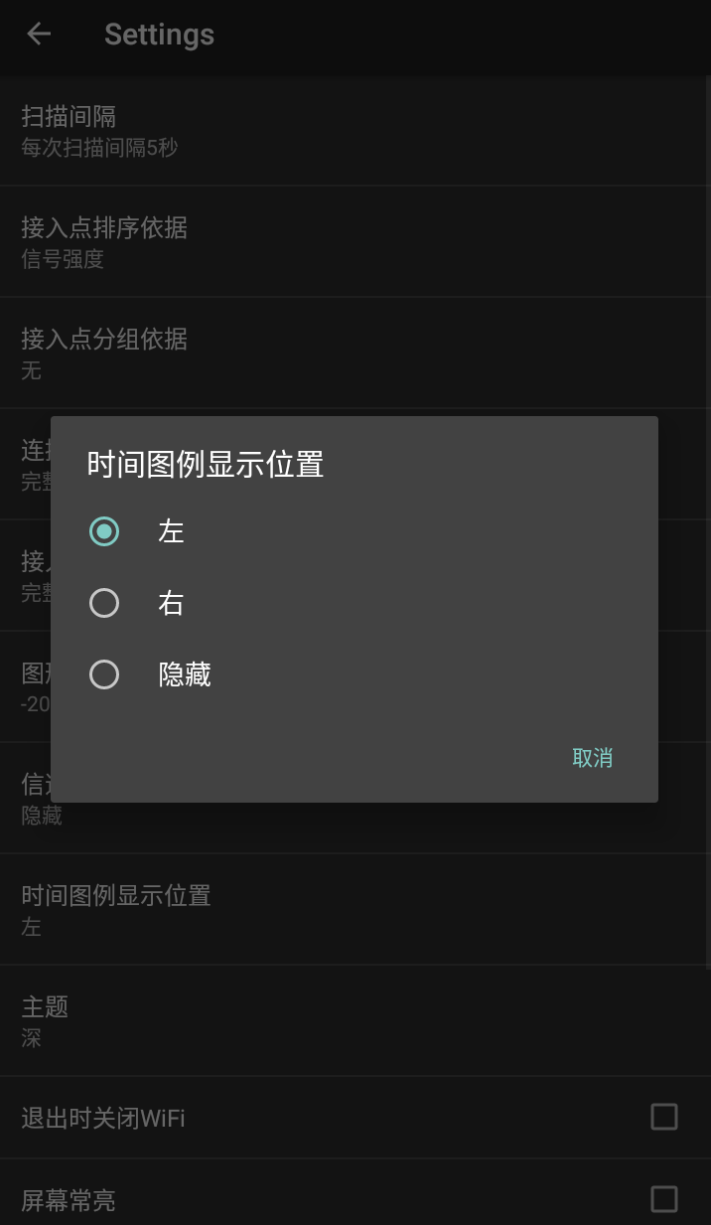 Settings
扫描间隔
每次扫描间隔5秒
接入点排序依据
信号强度
接入点分组依据
无
时间图例显示位置
左
右
隐藏
取消
隐藏
时间图例显示位置
左
主题
深
退出时关闭WiFi
屏幕常亮